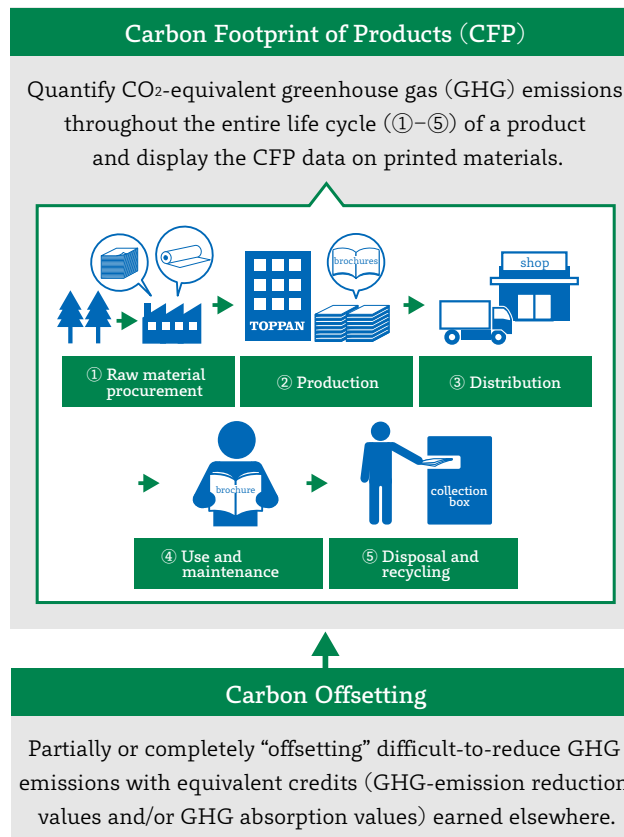 Carbon Footprint of Products (CFP)
Quantify CO2-equivalent greenhouse gas (GHG) emissions
throughout the entire life cycle (①–⑤) of a product
and display the CFP data on printed materials.
brochures
shop
TOPPAN
① Raw material
procurement
② Production
③ Distribution
brochure
collection
box
④ Use and
maintenance
⑤ Disposal and
recycling
Carbon Offsetting
Partially or completely “offsetting” difficult-to-reduce GHG
emissions with equivalent credits (GHG-emission reduction
values and/or GHG absorption values) earned elsewhere.